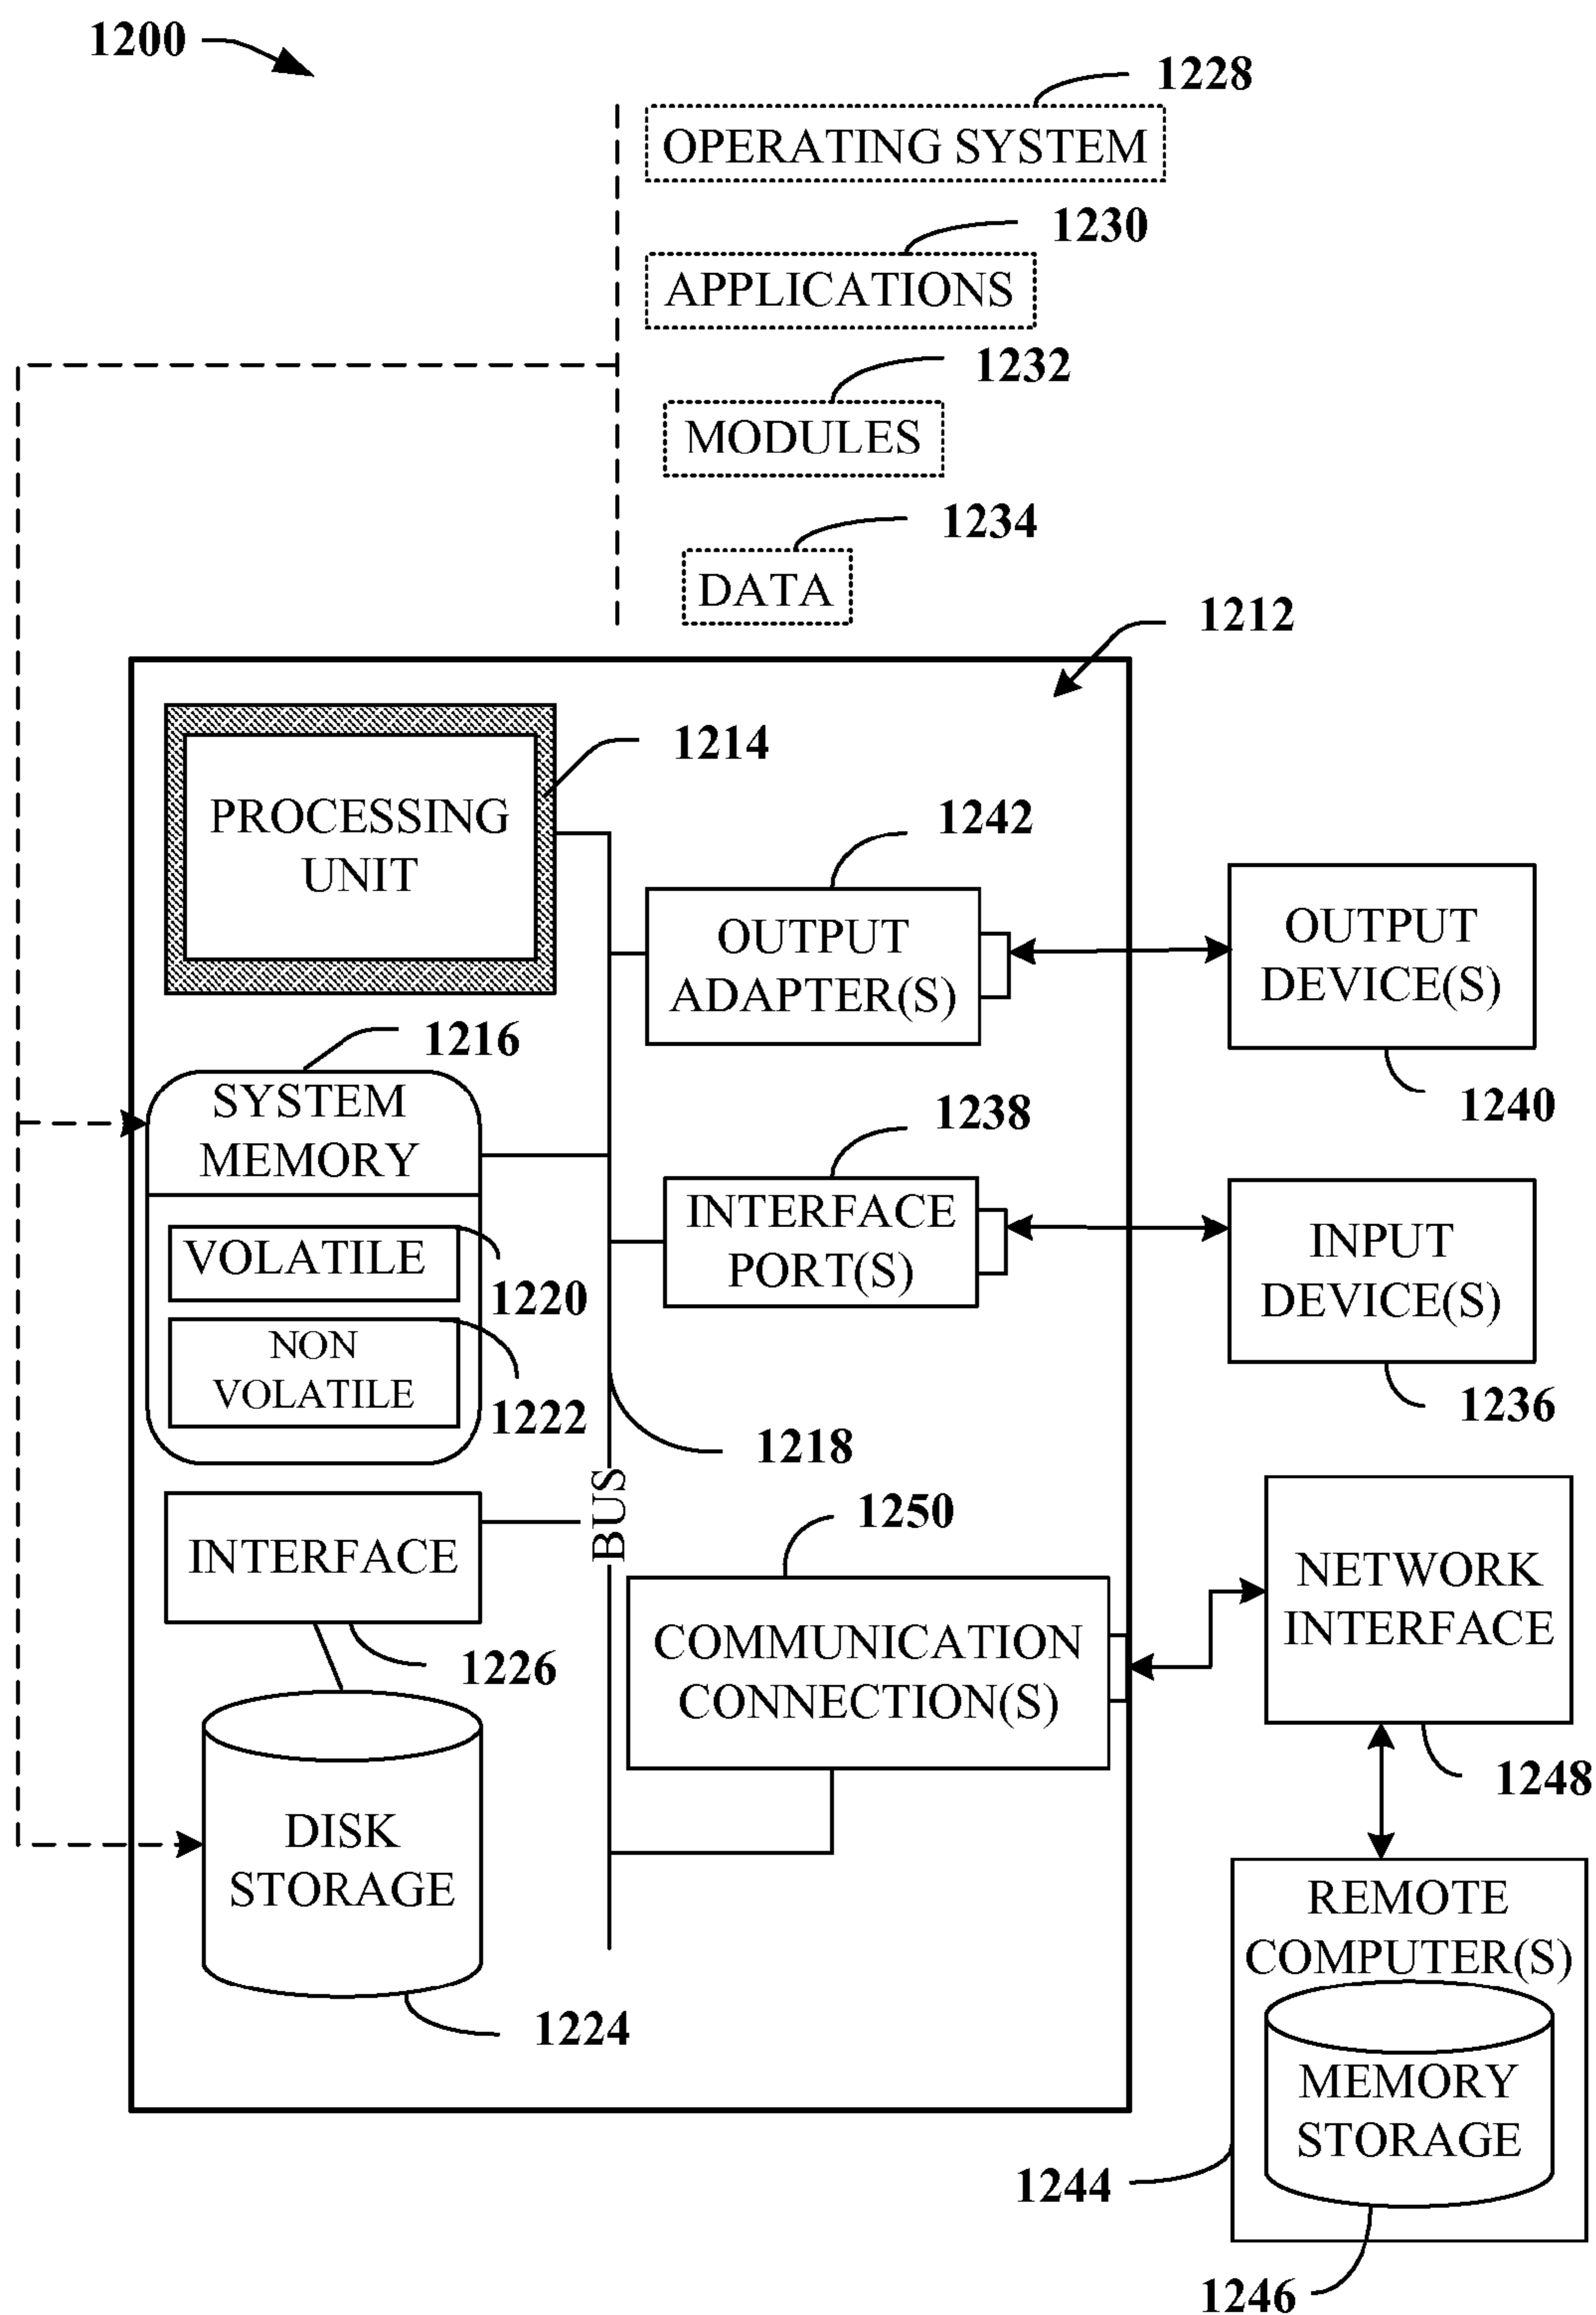 1200
1228
OPERATING SYSTEM
1230
APPLICATIONS
1232
MODULES
1234
DATA
1212
PROCESSING
UNIT
1214
1242
OUTPUT
ADAPTER(S)
OUTPUT
DEVICE(S)
1240
1216
SYSTEM
MEMORY
VOLATILE
1220
NON
VOLATILE
1222
1238
INTERFACE
PORT(S)
INPUT
DEVICE(S)
1236
1218
BUS
INTERFACE
1226
1250
COMMUNICATION
CONNECTION(S)
NETWORK
INTERFACE
1248
DISK
STORAGE
1224
REMOTE
COMPUTER(S)
MEMORY
STORAGE
1244
1246